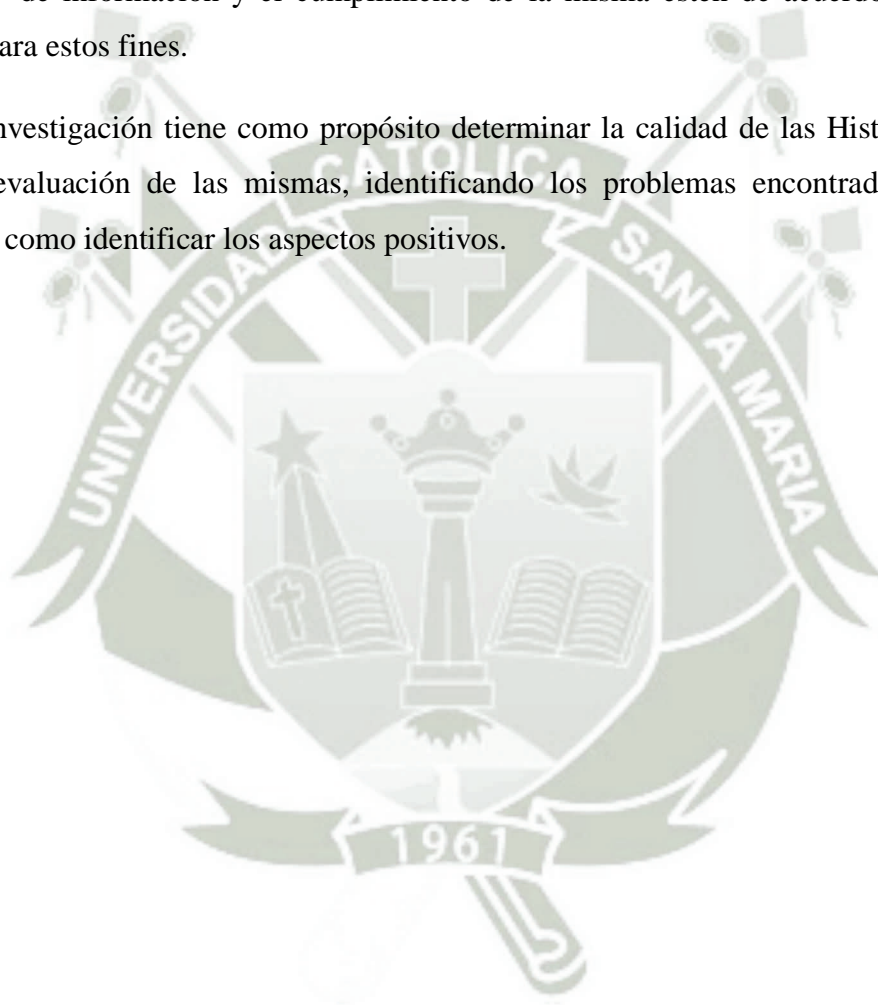 de información y el cumplimiento de la misma estén de acuerdo
ara estos fines.
nvestigación tiene como propósito determinar la calidad de las Hist
evaluación de las mismas, identificando los problemas encontrad
como identificar los aspectos positivos.
UNIVERSIDAD CATOLICA SANTA MARIA
1961